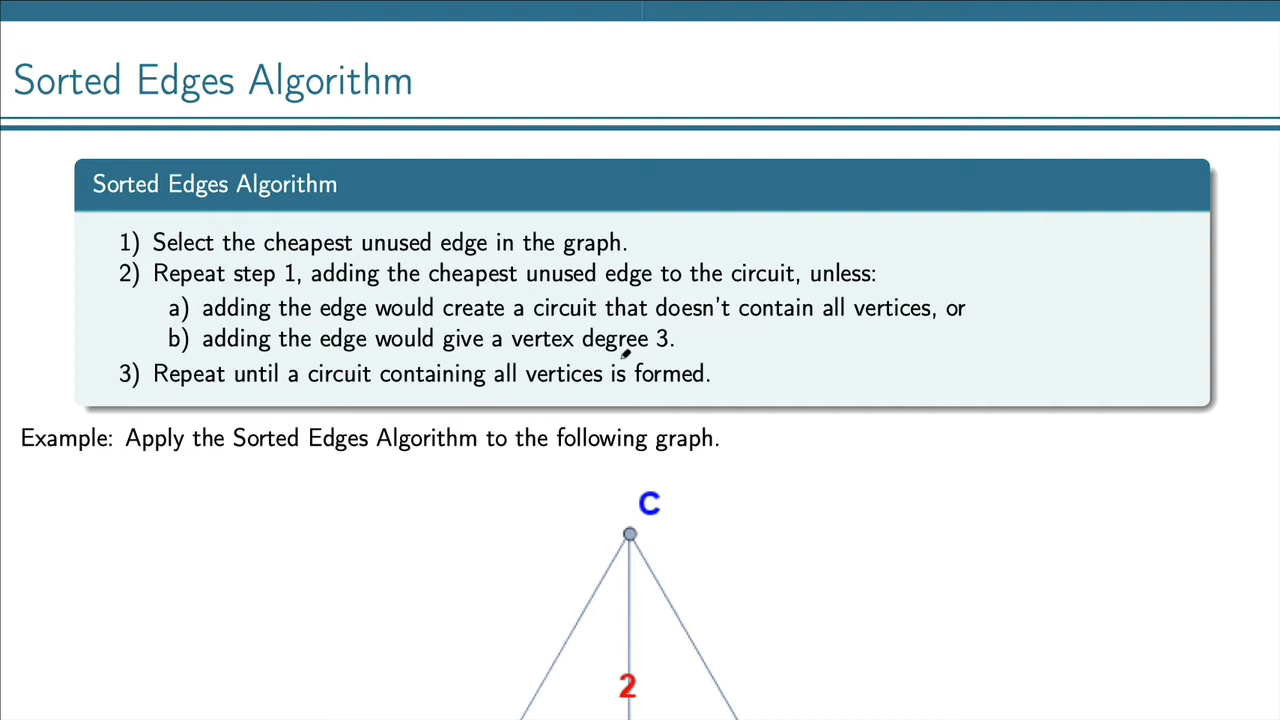 Sorted Edges Algorithm
Sorted Edges Algorithm
1) Select the cheapest unused edge in the graph.
2) Repeat step 1, adding the cheapest unused edge to the circuit, unless:
a) adding the edge would create a circuit that doesn't contain all vertices, or
b) adding the edge would give a vertex degree 3.
3) Repeat until a circuit containing all vertices is formed.
Example: Apply the Sorted Edges Algorithm to the following graph.
C
2